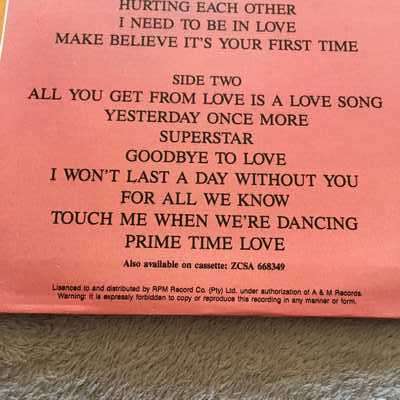 HURTING EACH OTHER
I NEED TO BE IN LOVE
MAKE BELIEVE IT'S YOUR FIRST TIME
SIDE TWO
ALL YOU GET FROM LOVE IS A LOVE SONG
YESTERDAY ONCE MORE
SUPERSTAR
GOODBYE TO LOVE
I WON'T LAST A DAY WITHOUT YOU
FOR ALL WE KNOW
TOUCH ME WHEN WE'RE DANCING
PRIME TIME LOVE
Also available on cassette: ZCSA 668349
Lisenced to and distributed by RPM Record Co. (Pty) Ltd. under authorization of A & M Records.
Warning: It is expressly forbidden to copy or reproduce this recording in any manner or form.